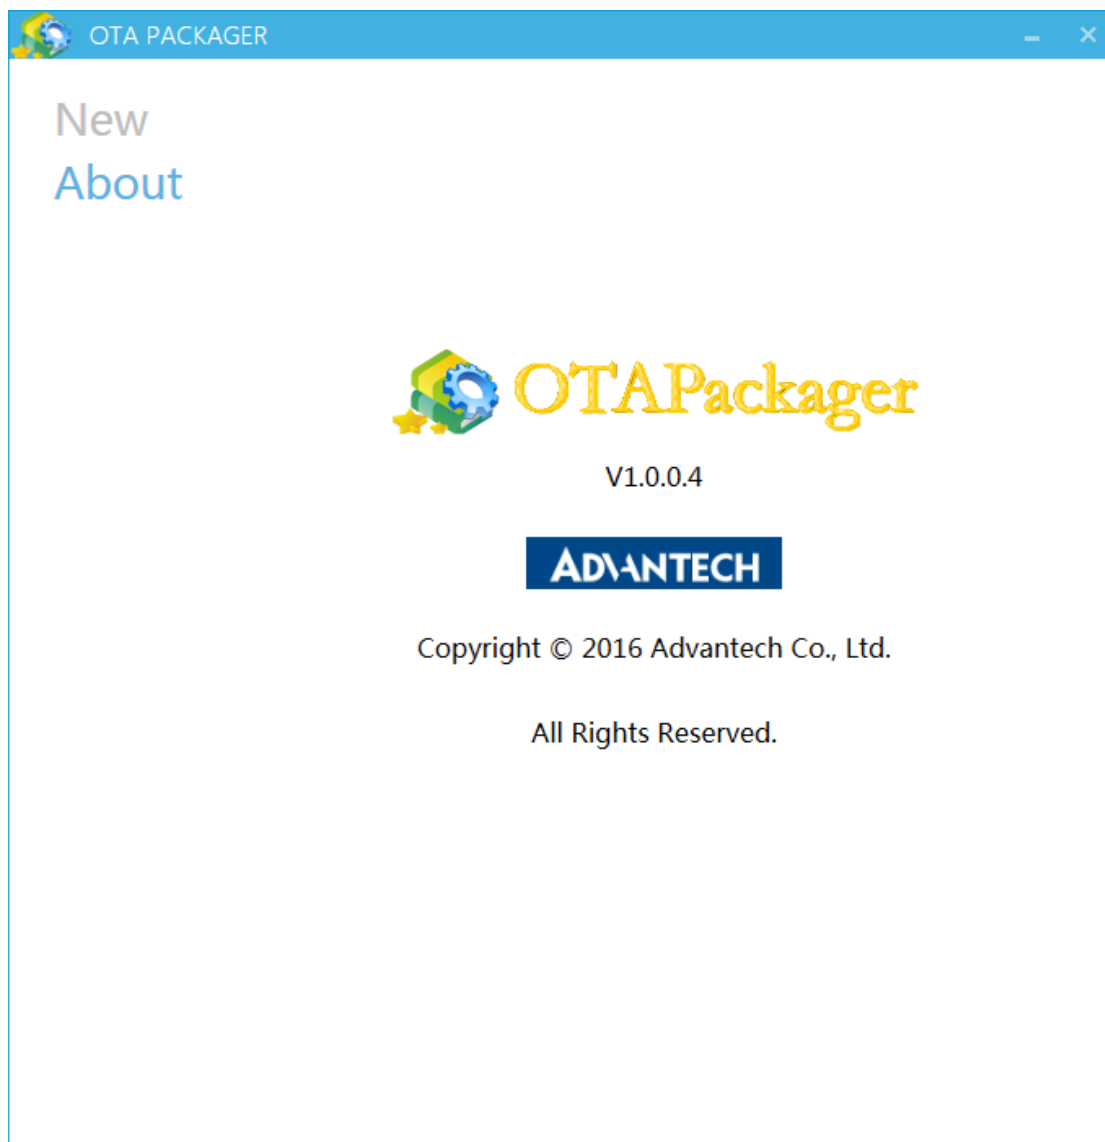 OTA PACKAGER
New
About
OTAPackager
V1.0.0.4
ADVANTECH
Copyright © 2016 Advantech Co., Ltd.
All Rights Reserved.